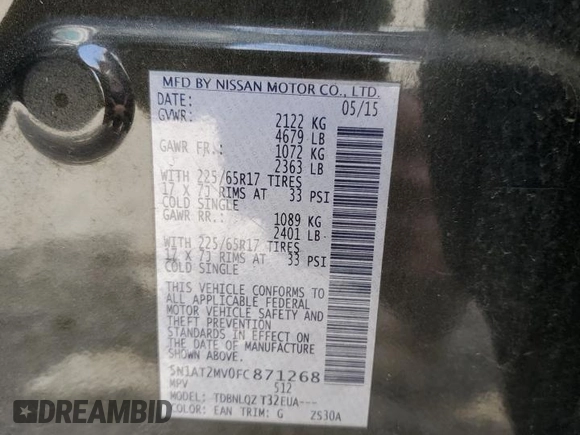 MFD BY NISSAN MOTOR CO., LTD.
DATE: 05/15
GVWR: 2122 KG
4679 LB
GAWR FR.: 1072 KG
2363 LB
WITH 225/65R17 TIRES
17 X 7J RIMS AT 33 PSI
COLD SINGLE
GAWR RR.: 1089 KG
2401 LB
WITH 225/65R17 TIRES
17 X 7J RIMS AT 33 PSI
COLD SINGLE
THIS VEHICLE CONFORMS TO
ALL APPLICABLE FEDERAL
MOTOR VEHICLE SAFETY AND
THEFT PREVENTION
STANDARDS IN EFFECT ON
THE DATE OF MANUFACTURE
SHOWN ABOVE.
5N1AT2MV0FC871268
MPV 512
MODEL: TDBNLQZ T32EUA---
COLOR: EAN TRIM: G 2530A
DEALERSHIP AUCTION
EPICBID